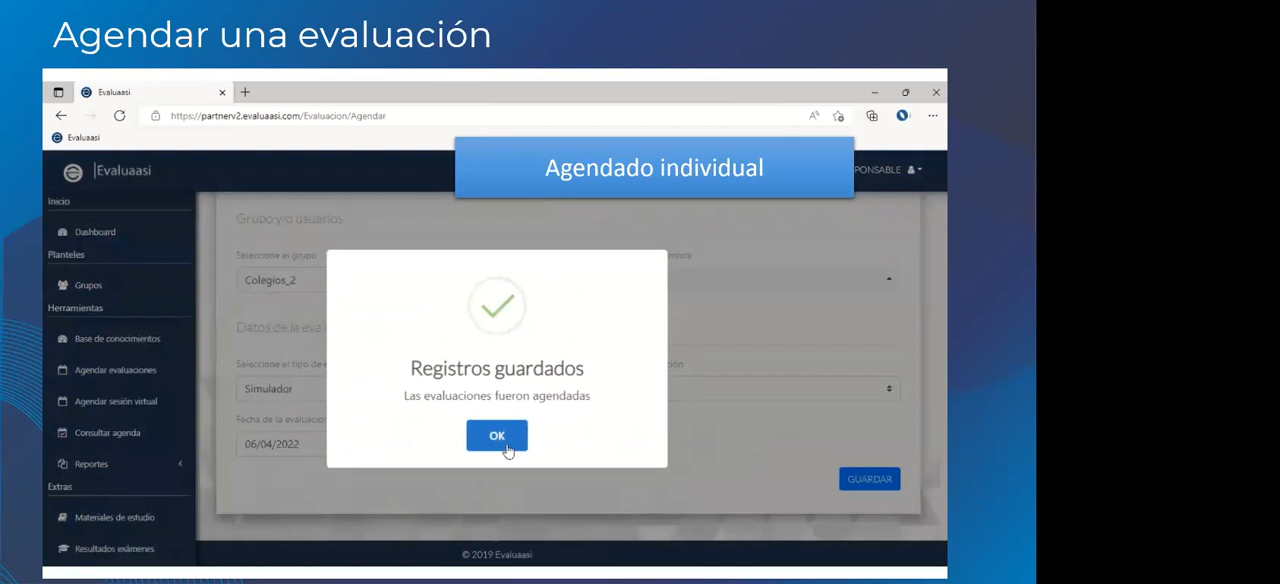 Agendar una evaluación
Evaluaasi
https://partnerv2.evaluaasi.com/Evaluacion/Agendar
Evaluaasi
Agendado individual
|Evaluaasi
PONSABLE
Inicio
Dashboard
Planteles
Grupos
Herramientas
Base de conocimientos
Agendar evaluaciones
Agendar sesión virtual
Consultar agenda
Reportes
Extras
Materiales de estudio
Resultados exámenes
Grupo y/o usuarios
Seleccione el grupo
Colegios_2
Datos de la eval
Seleccione el tipo de
ción
Simulador
Fecha de la evaluación
06/04/2022
Registros guardados
Las evaluaciones fueron agendadas
OK
GUARDAR
© 2019 Evaluaasi